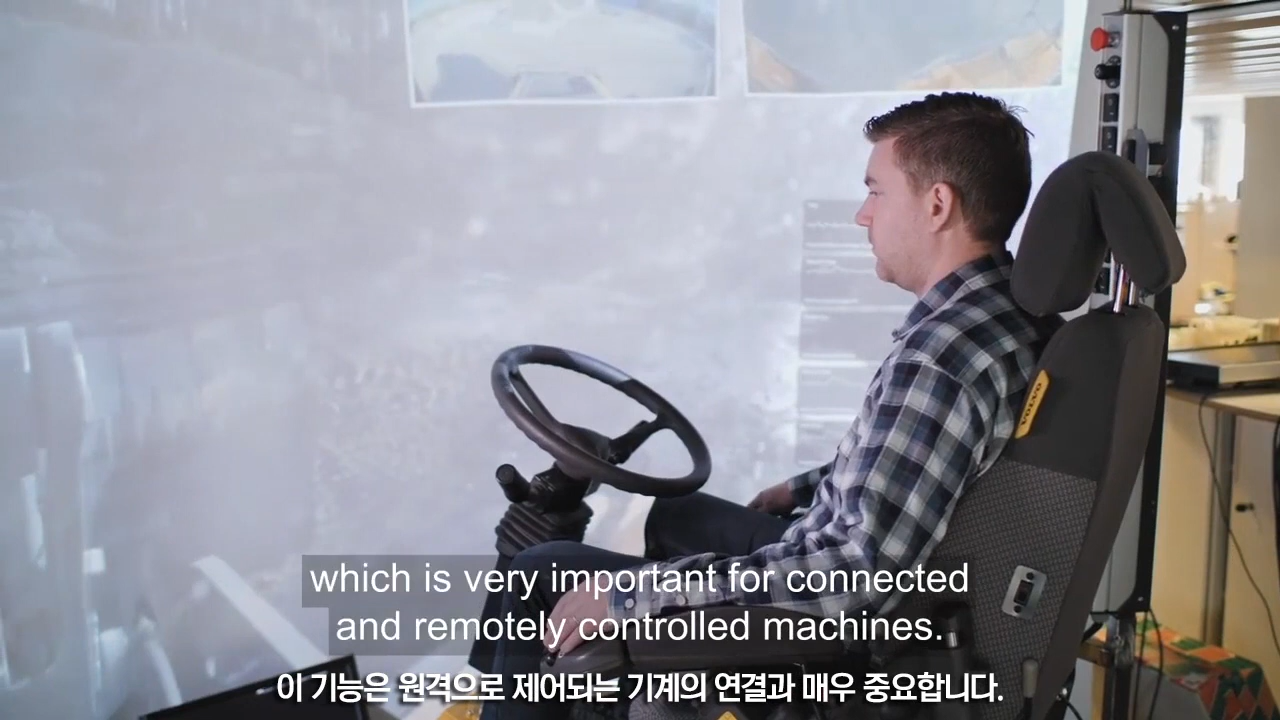 VOLVO
which is very important for connected
and remotely controlled machines.
이 기능은 원격으로 제어되는 기계의 연결과 매우 중요합니다.